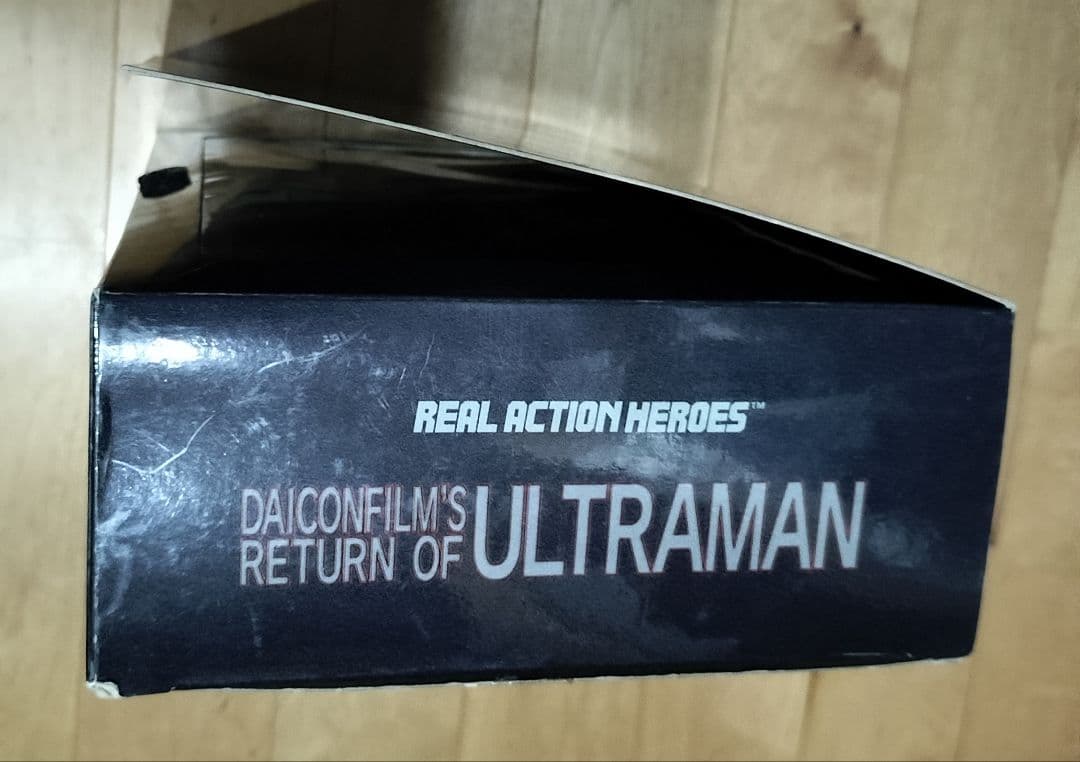 REAL ACTION HEROES™
DAICONFILM'S
RETURN OF ULTRAMAN